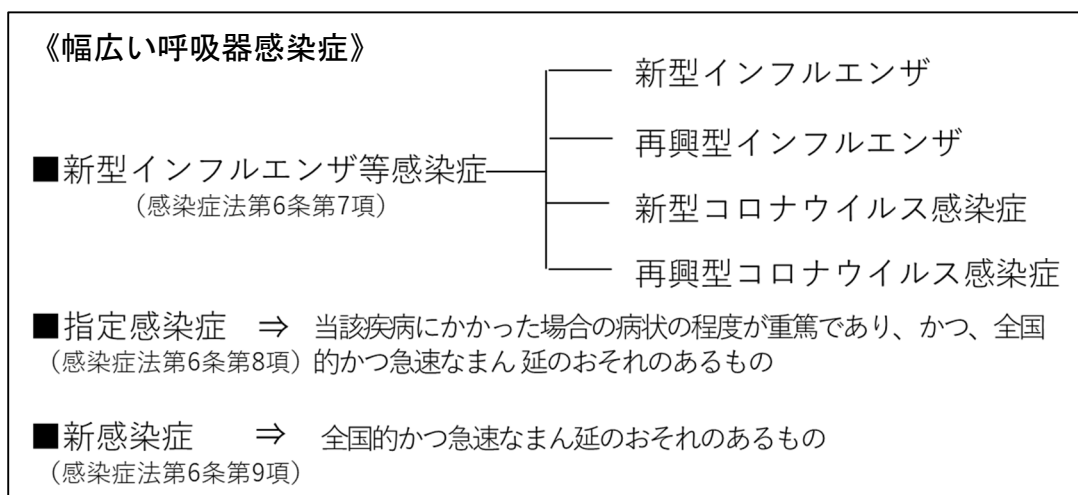 《幅広い呼吸器感染症》
新型インフルエンザ
再興型インフルエンザ
■新型インフルエンザ等感染症
（感染症法第6条第7項）
新型コロナウイルス感染症
再興型コロナウイルス感染症
■指定感染症 ⇒ 当該疾病にかかった場合の病状の程度が重篤であり、かつ、全国
（感染症法第6条第8項） 的かつ急速なまん 延のおそれのあるもの
■新感染症 ⇒ 全国的かつ急速なまん延のおそれのあるもの
（感染症法第6条第9項）